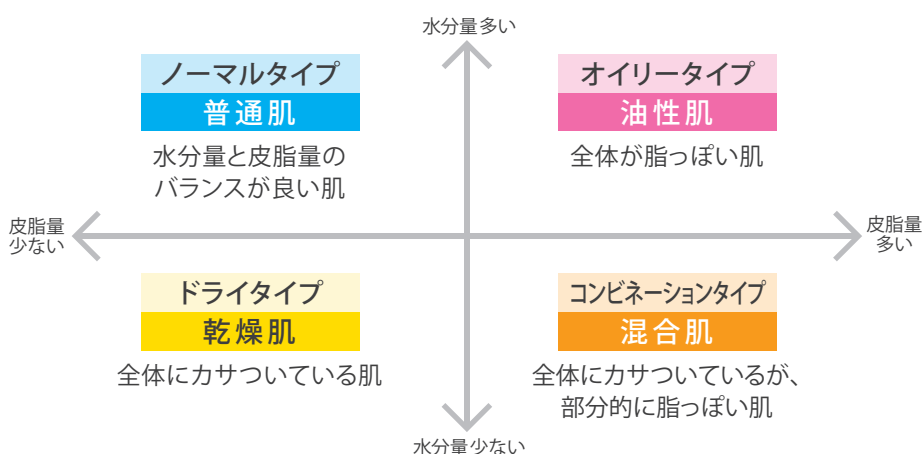 水分量多い
ノーマルタイプ
普通肌
水分量と皮脂量の
バランスが良い肌
オイリータイプ
油性肌
全体が脂っぽい肌
皮脂量
少ない
皮脂量
多い
ドライタイプ
乾燥肌
全体にカサついている肌
コンビネーションタイプ
混合肌
全体にカサついているが、
部分的に脂っぽい肌
水分量少ない